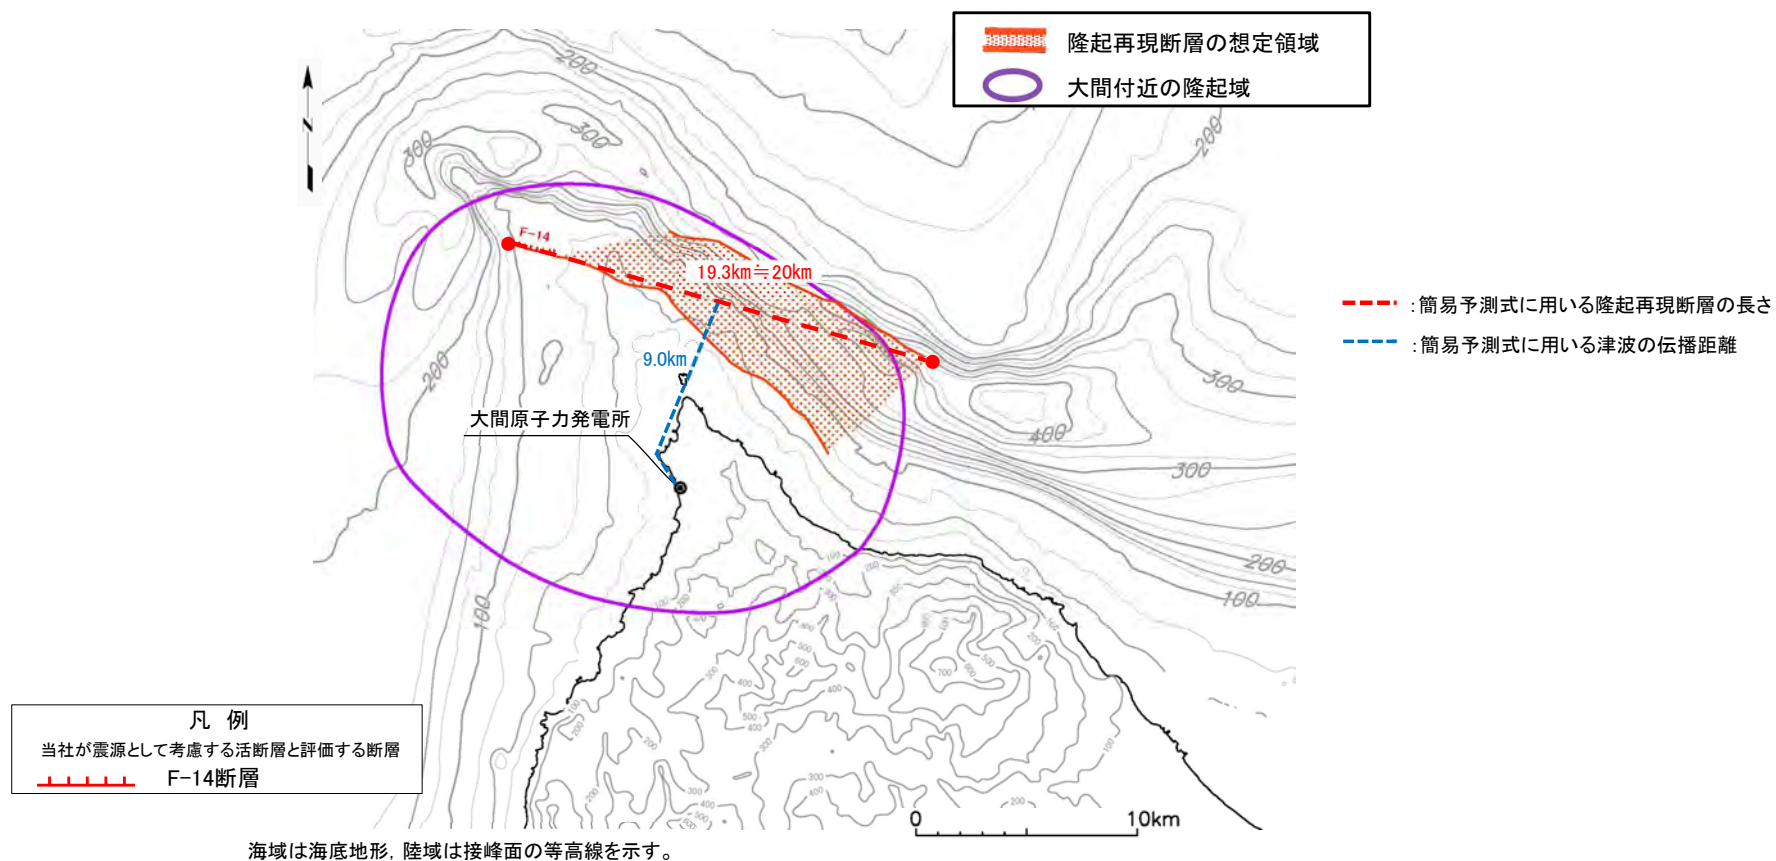 隆起再現断層の想定領域
大間付近の隆起域
N
200
300
300
200
F-14
19.3km≒20km
:簡易予測式に用いる隆起再現断層の長さ
9.0km
:簡易予測式に用いる津波の伝播距離
200
300
大間原子力発電所
400
300
200
100
100
凡 例
当社が震源として考慮する活断層と評価する断層
F-14断層
0 10km
海域は海底地形，陸域は接峰面の等高線を示す。